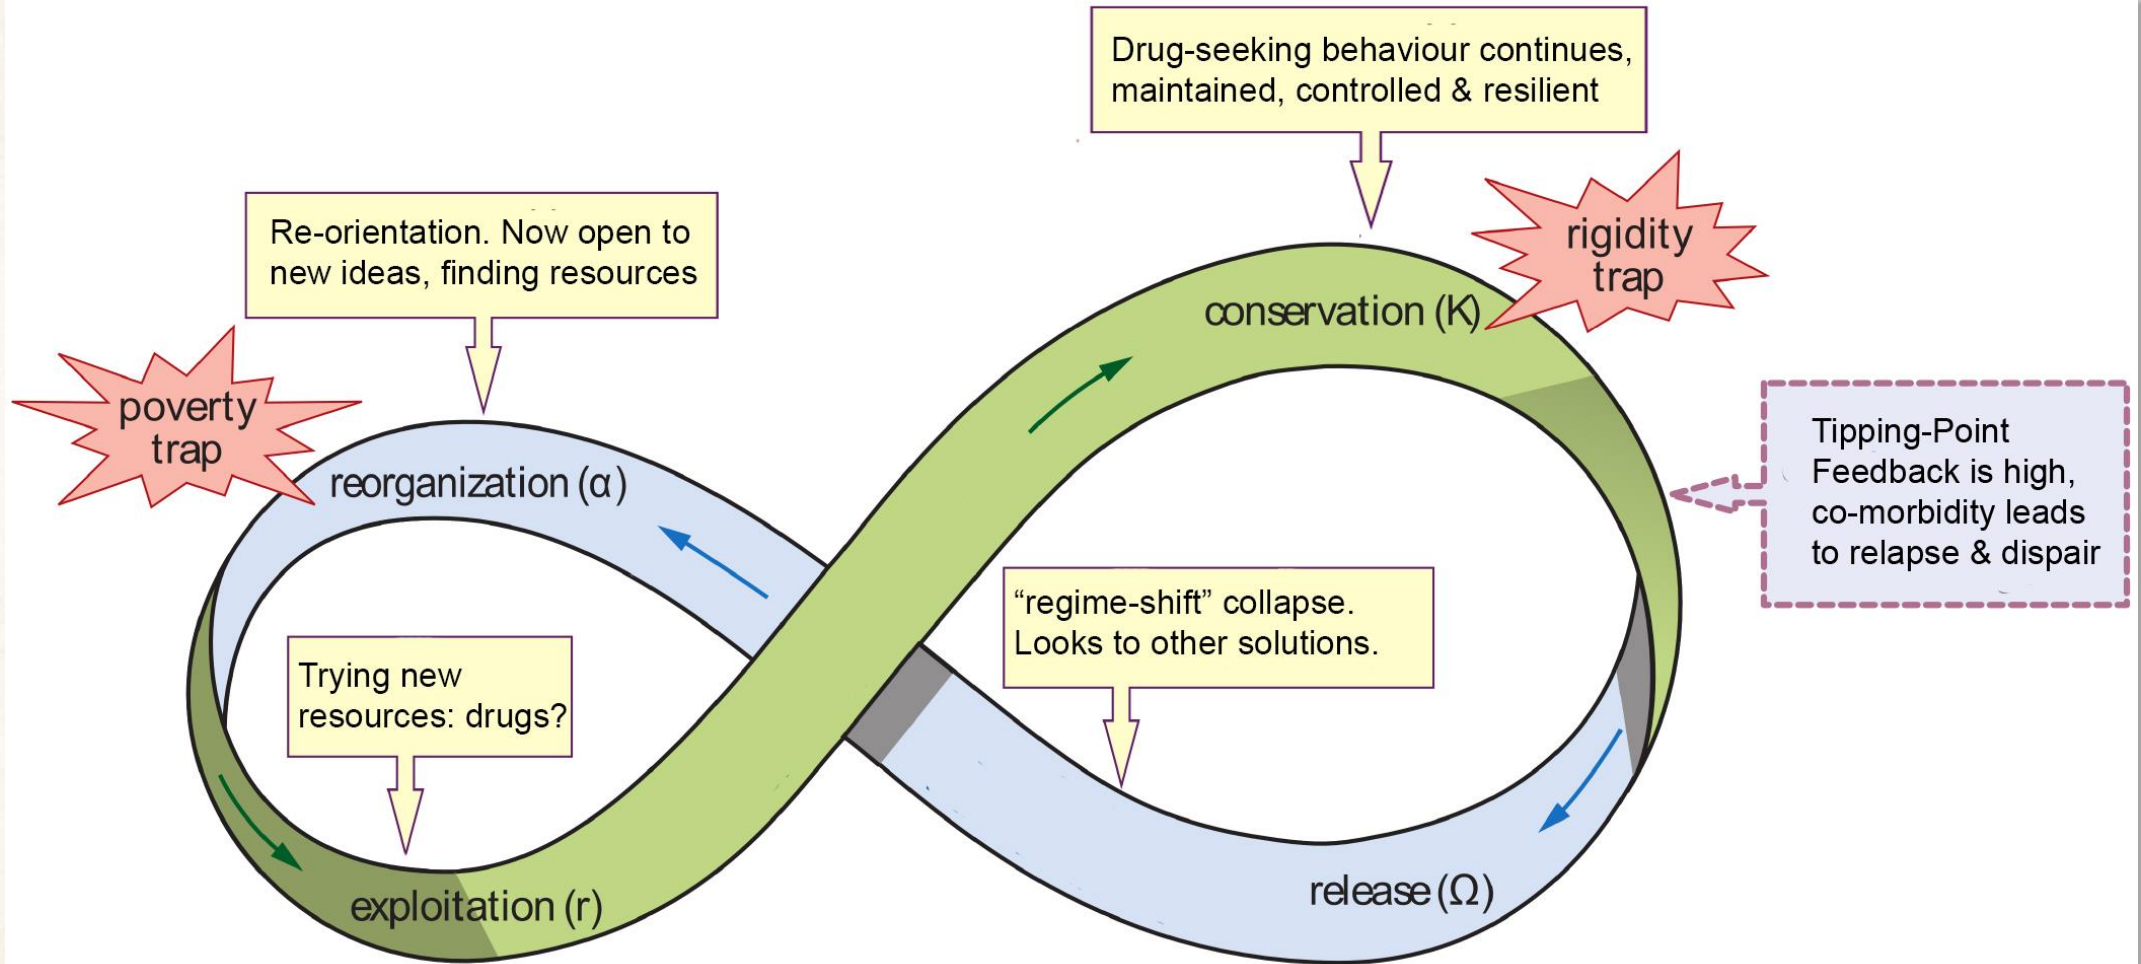 Drug-seeking behaviour continues,
maintained, controlled & resilient
rigidity
trap
Re-orientation. Now open to
new ideas, finding resources
conservation (K)
poverty
trap
reorganization (α)
Tipping-Point
Feedback is high,
co-morbidity leads
to relapse & dispair
"regime-shift" collapse.
Looks to other solutions.
Trying new
resources: drugs?
exploitation (r)
release (Ω)